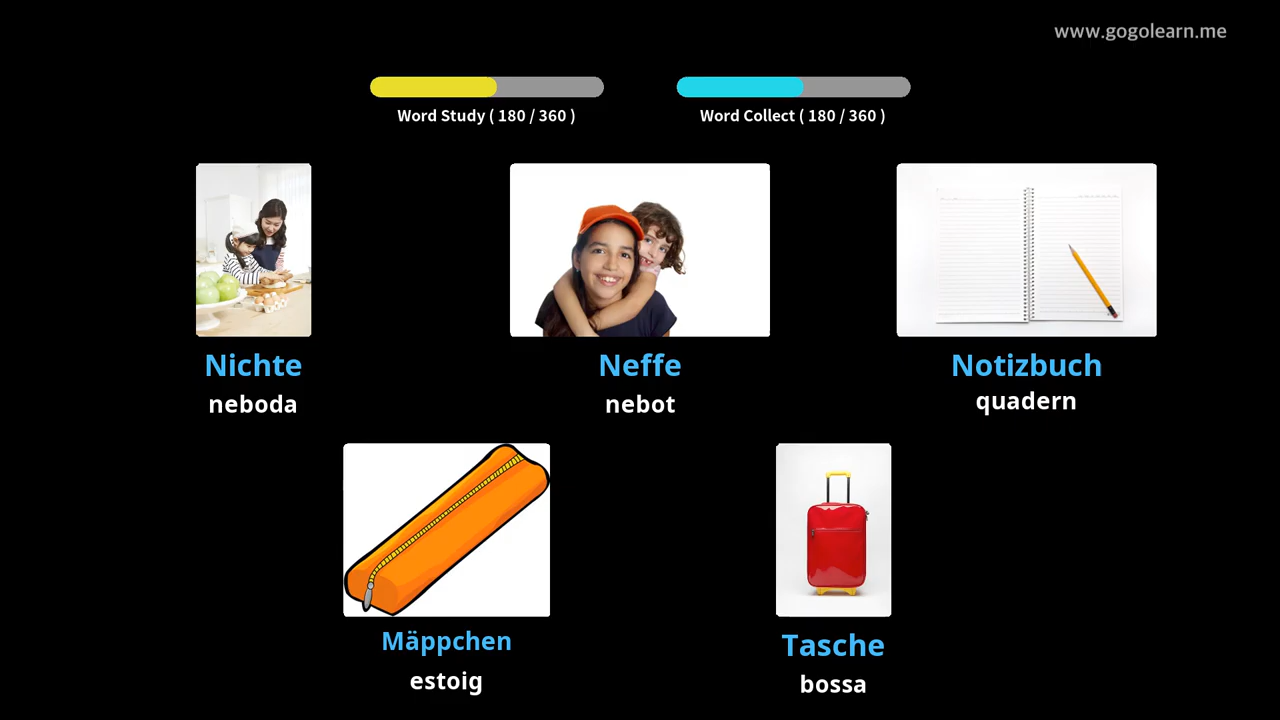 www.gogolearn.me
Word Study ( 180 / 360 )
Word Collect ( 180 / 360 )
Nichte
neboda
Neffe
nebot
Notizbuch
quadern
Mäppchen
estoig
Tasche
bossa